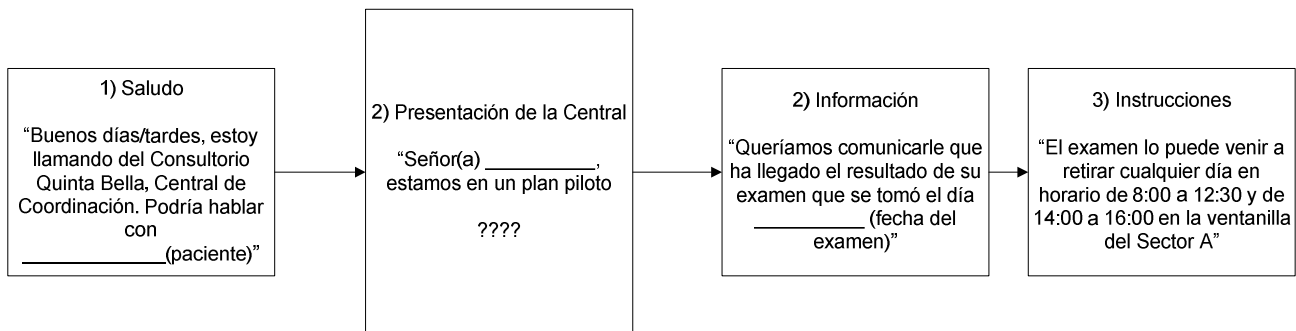 1) Saludo
“Buenos días/tardes, estoy
llamando del Consultorio
Quinta Bella, Central de
Coordinación. Podría hablar
con
_____________(paciente)”
2) Presentación de la Central
“Señor(a) __________,
estamos en un plan piloto
????
2) Información
“Queríamos comunicarle que
ha llegado el resultado de su
examen que se tomó el día
__________ (fecha del
examen)”
3) Instrucciones
“El examen lo puede venir a
retirar cualquier día en
horario de 8:00 a 12:30 y de
14:00 a 16:00 en la ventanilla
del Sector A”